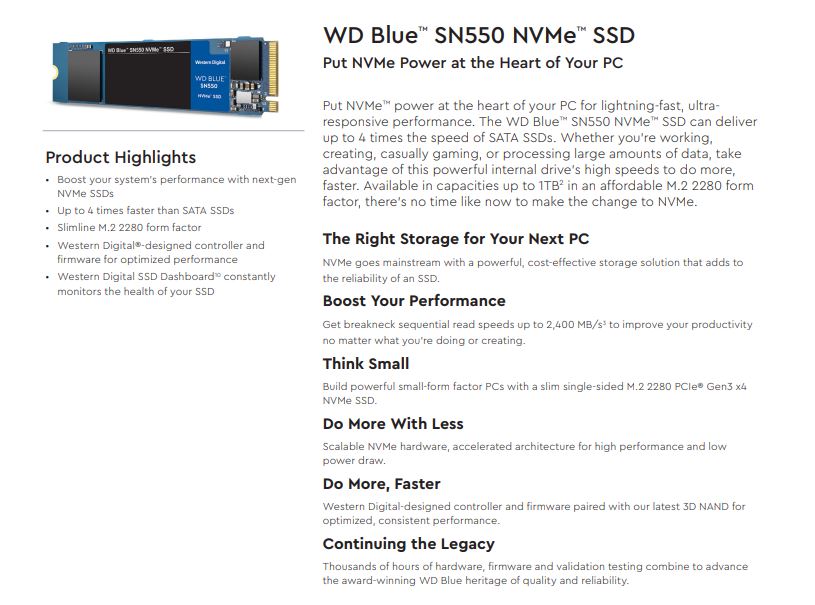 WD Blue™ SN550 NVMe™ SSD
Western Digital
WD BLUE™
SN550
NVMe™ SSD
Product Highlights
• Boost your system's performance with next-gen
NVMe SSDs
• Up to 4 times faster than SATA SSDs
• Slimline M.2 2280 form factor
• Western Digital®-designed controller and
firmware for optimized performance
• Western Digital SSD Dashboard¹⁰ constantly
monitors the health of your SSD
WD Blue™ SN550 NVMe™ SSD
Put NVMe Power at the Heart of Your PC
Put NVMe™ power at the heart of your PC for lightning-fast, ultra-
responsive performance. The WD Blue™ SN550 NVMe™ SSD can deliver
up to 4 times the speed of SATA SSDs. Whether you're working,
creating, casually gaming, or processing large amounts of data, take
advantage of this powerful internal drive's high speeds to do more,
faster. Available in capacities up to 1TB² in an affordable M.2 2280 form
factor, there's no time like now to make the change to NVMe.
The Right Storage for Your Next PC
NVMe goes mainstream with a powerful, cost-effective storage solution that adds to
the reliability of an SSD.
Boost Your Performance
Get breakneck sequential read speeds up to 2,400 MB/s³ to improve your productivity
no matter what you're doing or creating.
Think Small
Build powerful small-form factor PCs with a slim single-sided M.2 2280 PCIe® Gen3 x4
NVMe SSD.
Do More With Less
Scalable NVMe hardware, accelerated architecture for high performance and low
power draw.
Do More, Faster
Western Digital-designed controller and firmware paired with our latest 3D NAND for
optimized, consistent performance.
Continuing the Legacy
Thousands of hours of hardware, firmware and validation testing combine to advance
the award-winning WD Blue heritage of quality and reliability.